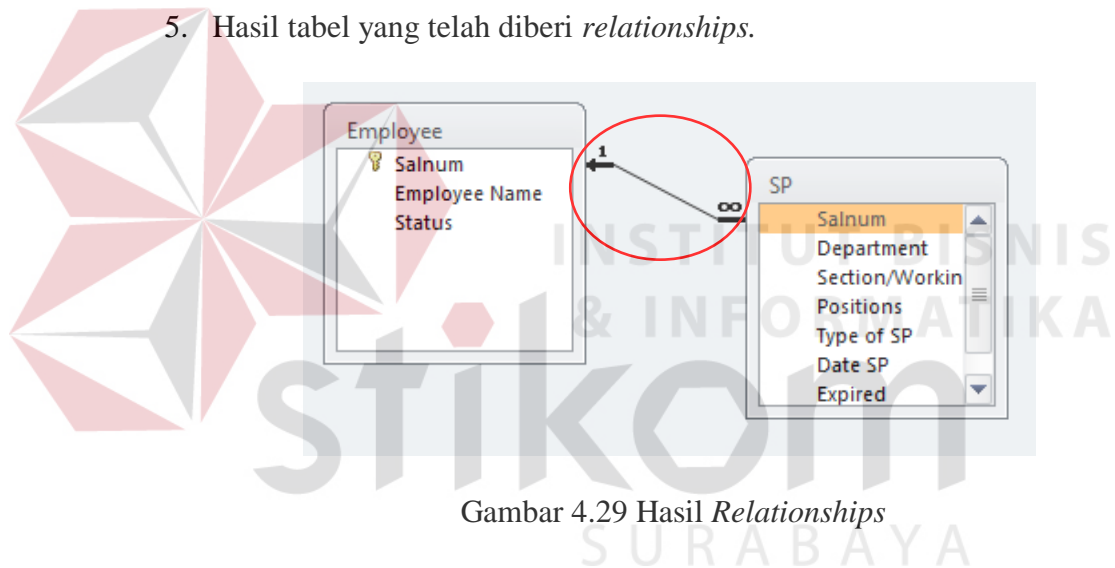 5. Hasil tabel yang telah diberi relationships.
Employee
Salnum
Employee Name
Status
1
∞
SP
Salnum
Department
Section/Workin
Positions
Type of SP
Date SP
Expired
INSTITUT BISNIS
& INFORMATIKA
stikom
SURABAYA
Gambar 4.29 Hasil Relationships